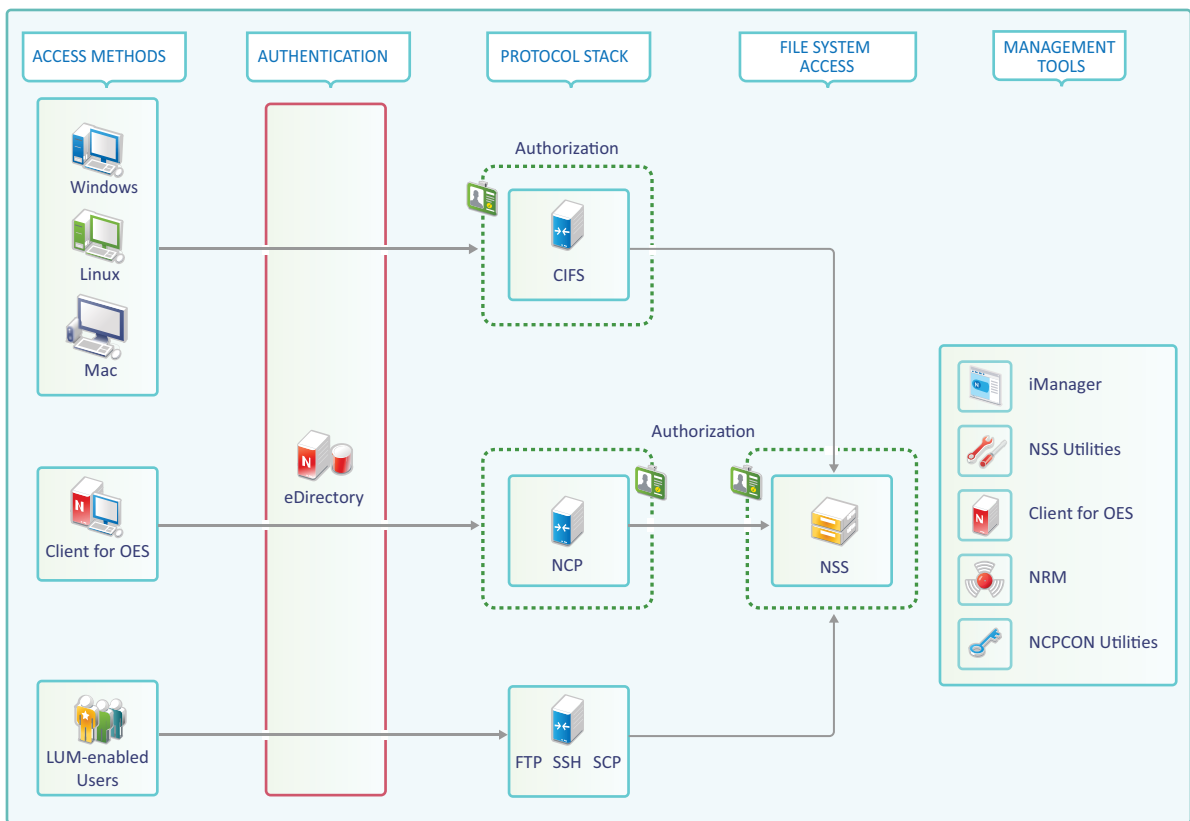 ACCESS METHODS
AUTHENTICATION
PROTOCOL STACK
FILE SYSTEM
ACCESS
MANAGEMENT
TOOLS
Windows
Linux
Mac
Authorization
CIFS
Client for OES
N
eDirectory
Authorization
NCP
NSS
LUM-enabled
Users
FTP SSH SCP
iManager
NSS Utilities
N
Client for OES
NRM
NCPCON Utilities